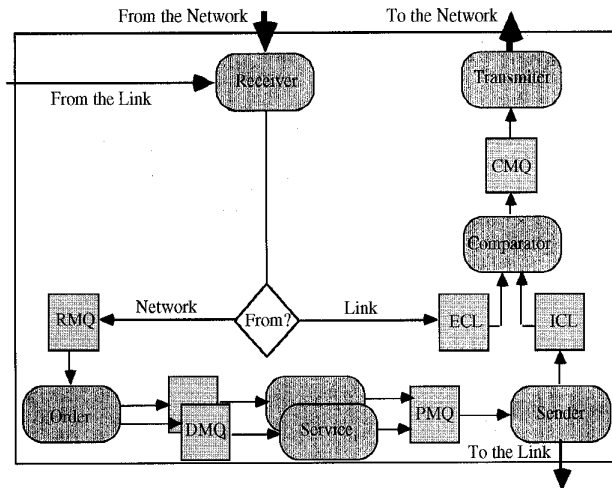 From the Network
To the Network
Receiver
Transmiter
From the Link
CMQ
Comparator
Network
From?
Link
RMQ
ECL
ICL
Order
DMQ
Service
PMQ
Sender
To the Link